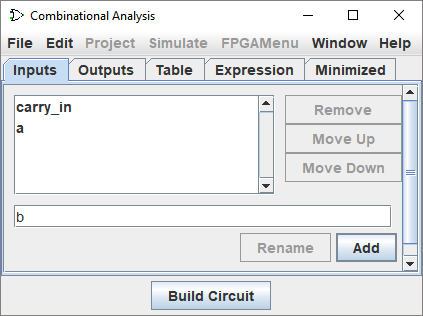 Combinational Analysis
File Edit Project Simulate FPGAMenu Window Help
Inputs Outputs Table Expression Minimized
carry_in
a
Remove
Move Up
Move Down
b
Rename Add
Build Circuit